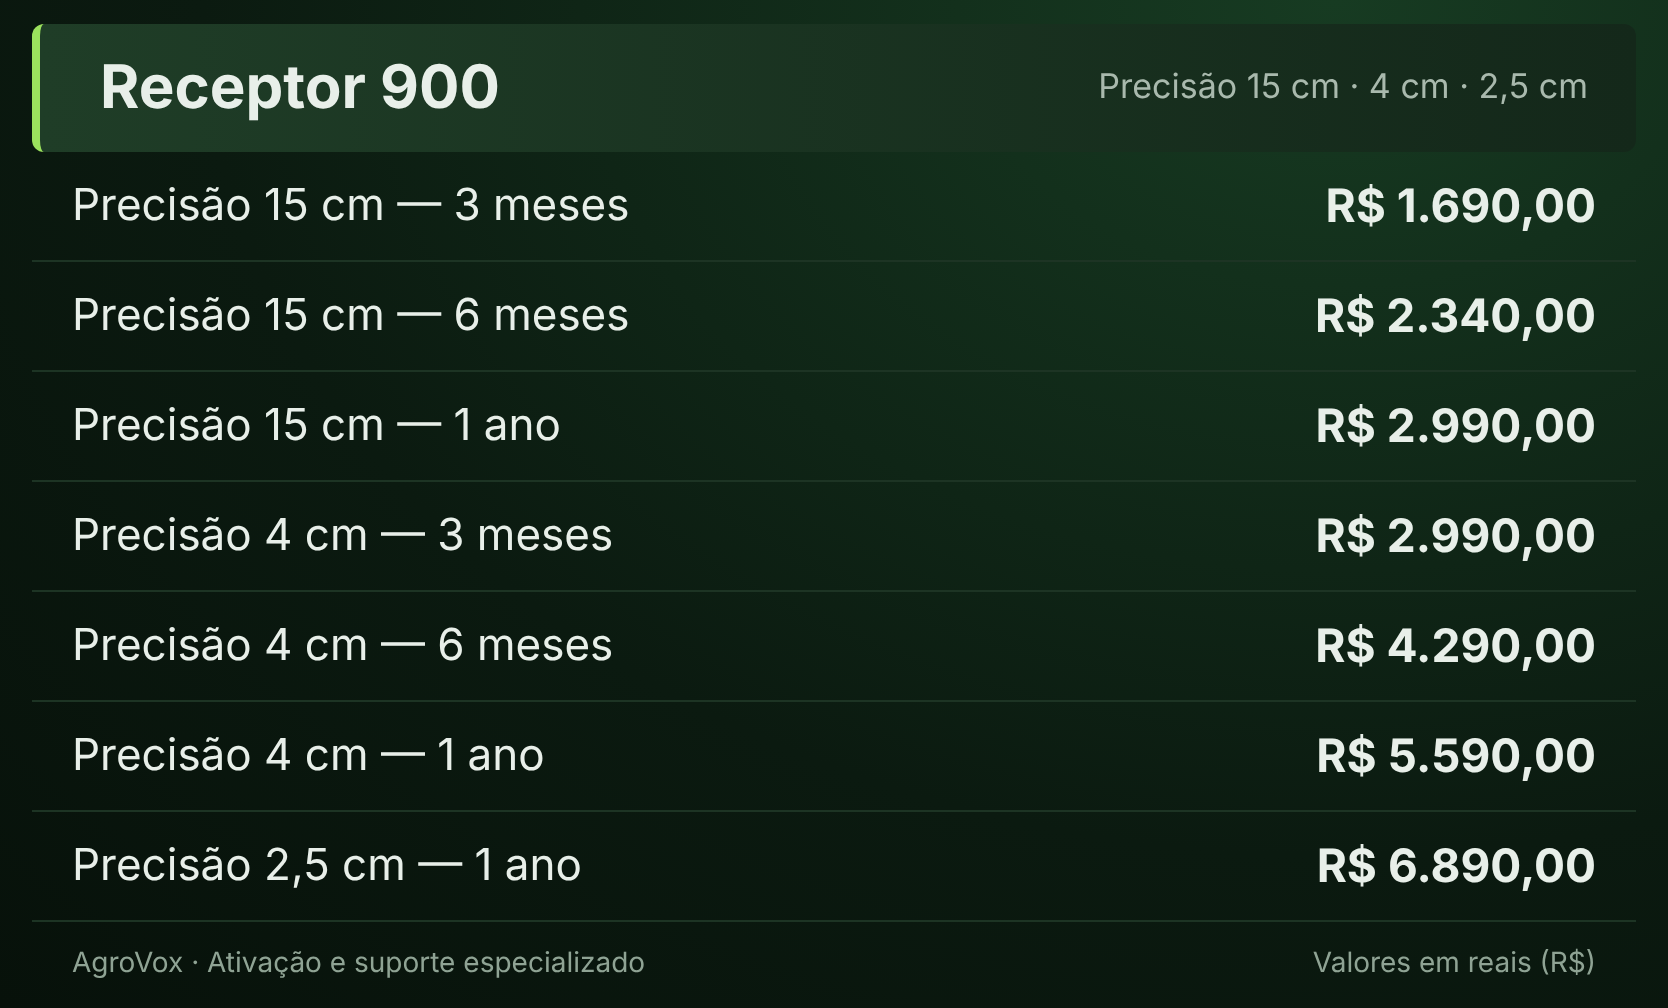 Receptor 900
Precisão 15 cm · 4 cm · 2,5 cm
Precisão 15 cm — 3 meses R$ 1.690,00
Precisão 15 cm — 6 meses R$ 2.340,00
Precisão 15 cm — 1 ano R$ 2.990,00
Precisão 4 cm — 3 meses R$ 2.990,00
Precisão 4 cm — 6 meses R$ 4.290,00
Precisão 4 cm — 1 ano R$ 5.590,00
Precisão 2,5 cm — 1 ano R$ 6.890,00
AgroVox · Ativação e suporte especializado
Valores em reais (R$)